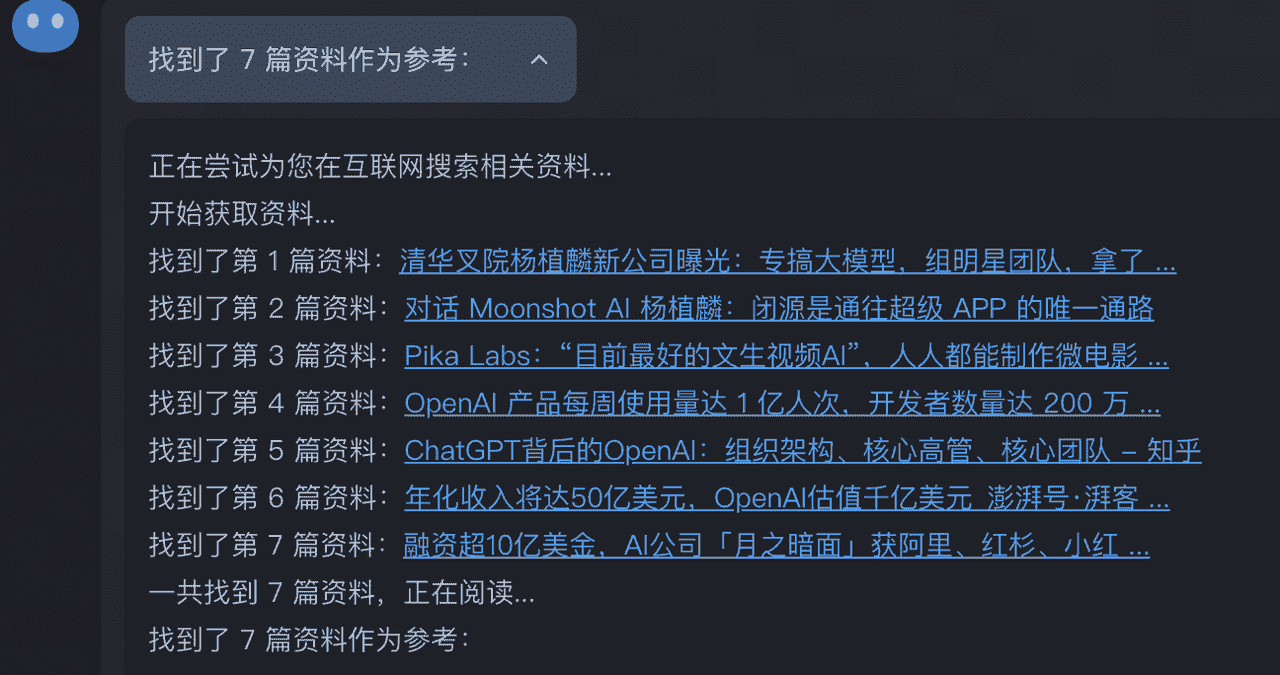 找到了 7 篇资料作为参考：
正在尝试为您在互联网搜索相关资料...
开始获取资料...
找到了第 1 篇资料：清华叉院杨植麟新公司曝光：专搞大模型，组明星团队，拿了 ...
找到了第 2 篇资料：对话 Moonshot AI 杨植麟：闭源是通往超级 APP 的唯一通路
找到了第 3 篇资料：Pika Labs：“目前最好的文生视频AI”，人人都能制作微电影 ...
找到了第 4 篇资料：OpenAI 产品每周使用量达 1 亿人次，开发者数量达 200 万 ...
找到了第 5 篇资料：ChatGPT背后的OpenAI：组织架构、核心高管、核心团队 - 知乎
找到了第 6 篇资料：年化收入将达50亿美元，OpenAI估值千亿美元_澎湃号·湃客 ...
找到了第 7 篇资料：融资超10亿美金，AI公司「月之暗面」获阿里、红杉、小红 ...
一共找到 7 篇资料，正在阅读...
找到了 7 篇资料作为参考：